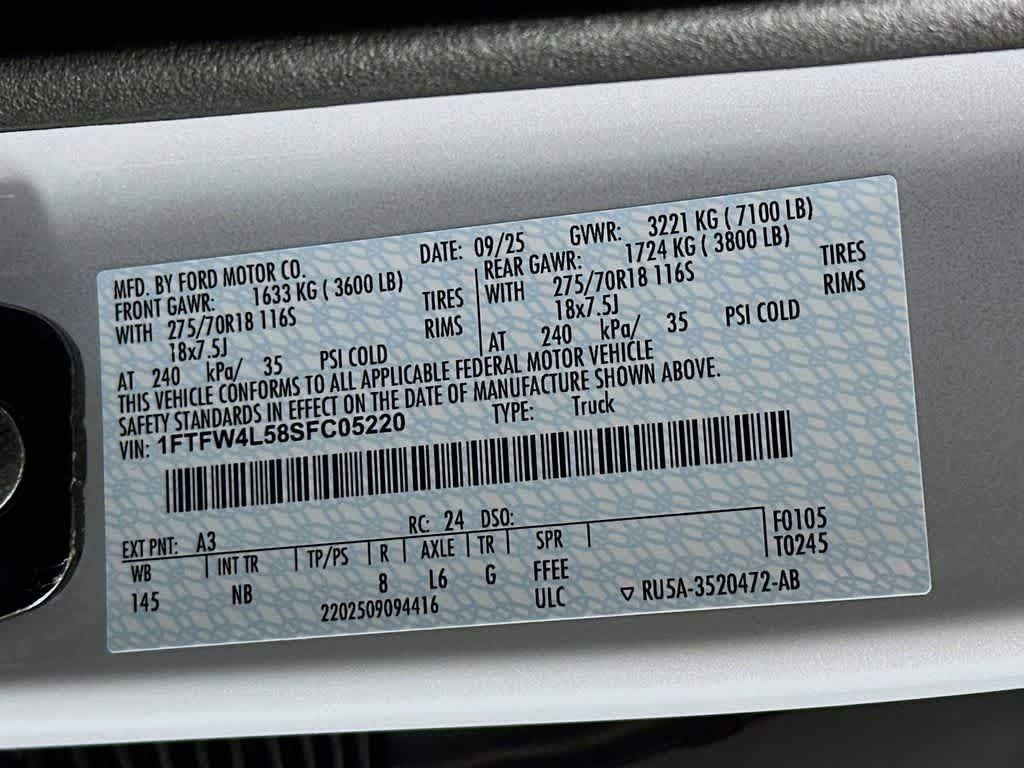 MFD. BY FORD MOTOR CO.
DATE: 09/25 GVWR: 3221 KG ( 7100 LB)
FRONT GAWR: 1633 KG ( 3600 LB)
WITH 275/70R18 116S TIRES
18x7.5J RIMS
AT 240 kPa/ 35 PSI COLD
REAR GAWR: 1724 KG ( 3800 LB)
WITH 275/70R18 116S TIRES
18x7.5J RIMS
AT 240 kPa/ 35 PSI COLD
THIS VEHICLE CONFORMS TO ALL APPLICABLE FEDERAL MOTOR VEHICLE
SAFETY STANDARDS IN EFFECT ON THE DATE OF MANUFACTURE SHOWN ABOVE.
VIN: 1FTFW4L58SFC05220 TYPE: Truck
EXT PNT: A3 RC: 24 DSO: F0105
WB INT TR TP/PS R AXLE TR SPR T0245
145 NB 8 L6 G FFEE
2202509094416 ULC ▽ RU5A-3520472-AB